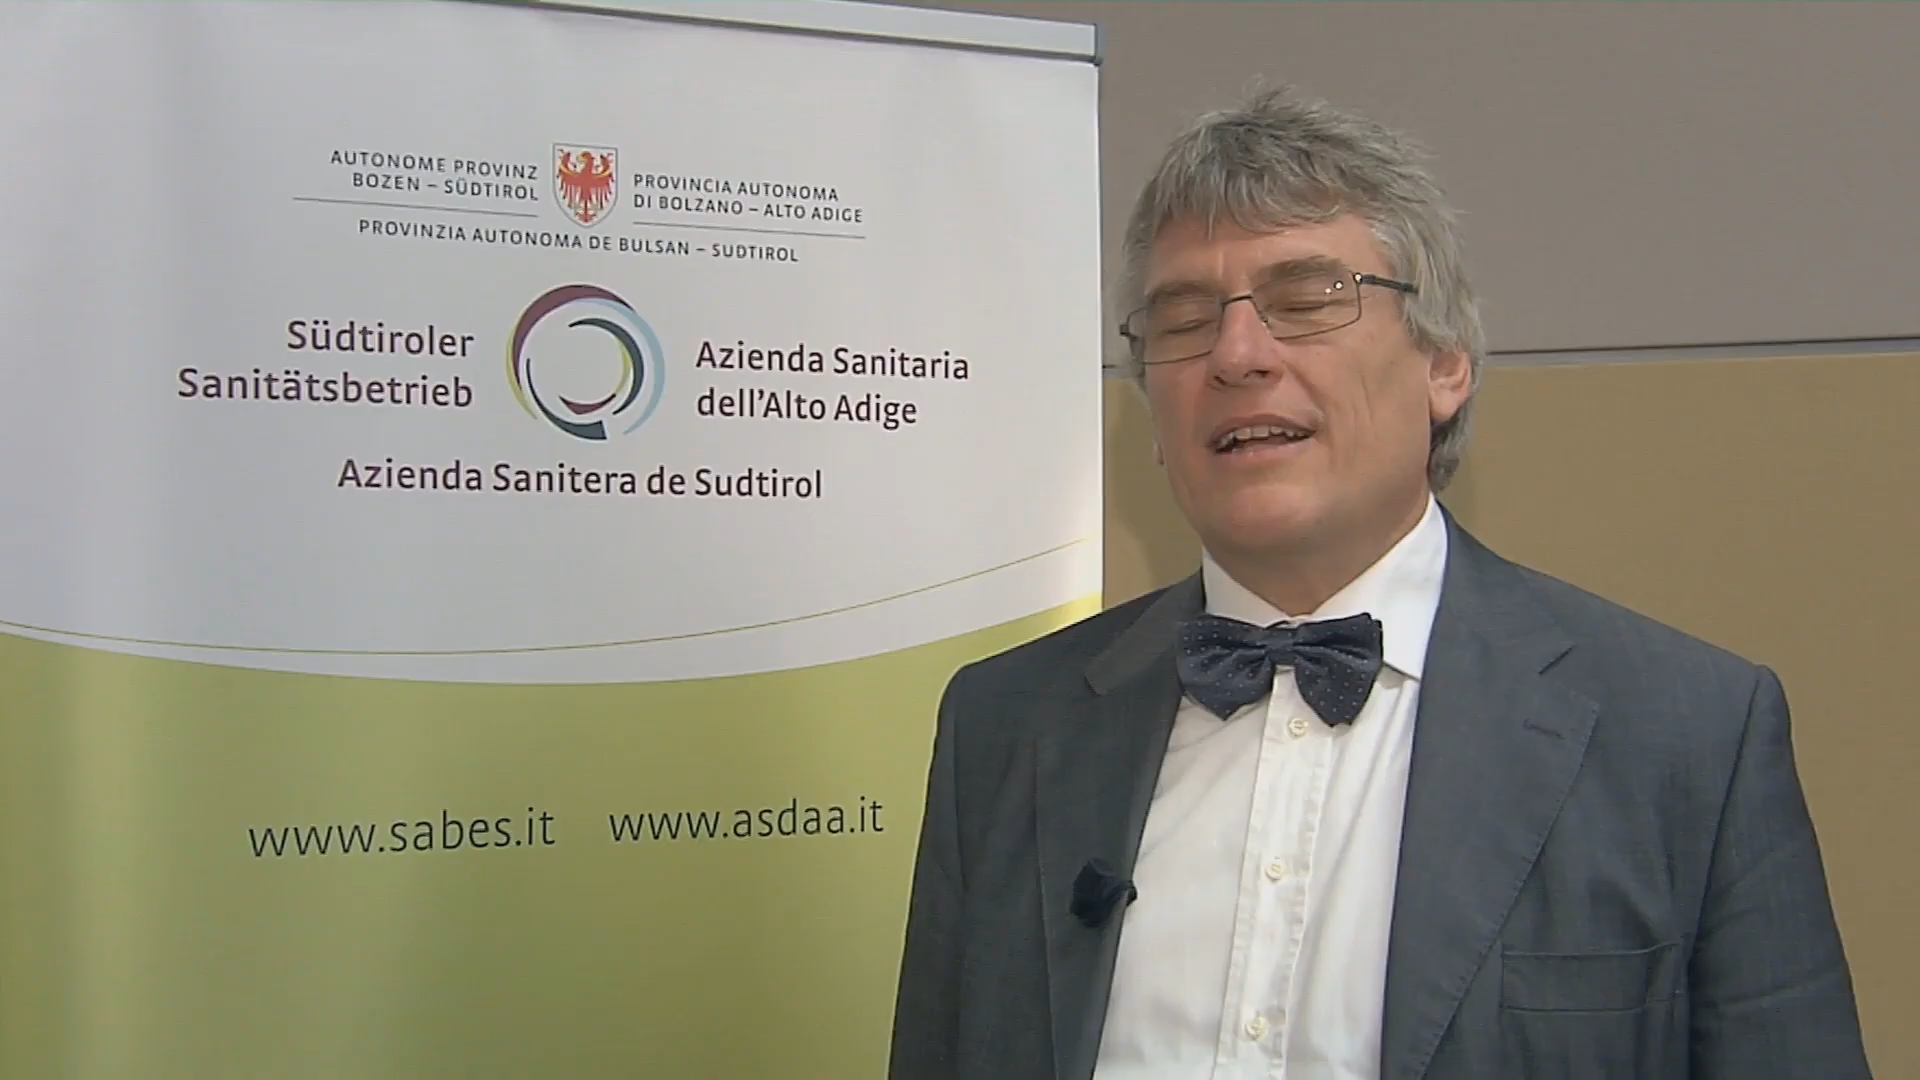 AUTONOME PROVINZ
BOZEN – SÜDTIROL
PROVINCIA AUTONOMA
DI BOLZANO – ALTO ADIGE
PROVINZIA AUTONOMA DE BULSAN – SUDTIROL
Südtiroler
Sanitätsbetrieb
Azienda Sanitaria
dell'Alto Adige
Azienda Sanitera de Sudtirol
www.sabes.it www.asdaa.it